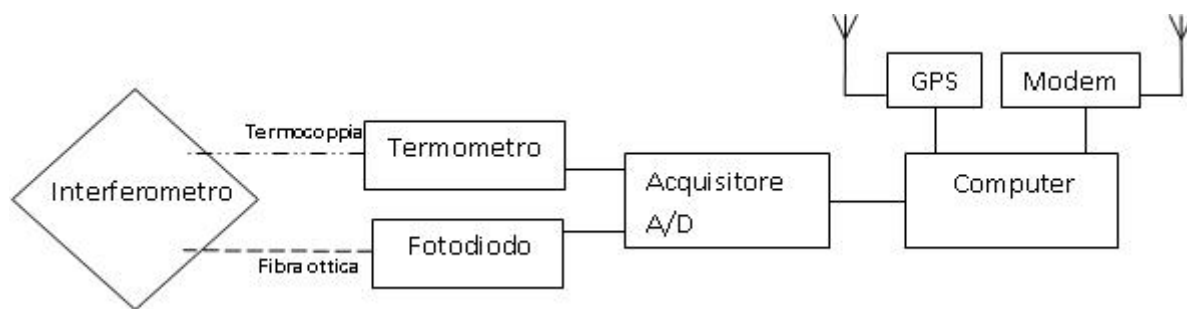 GPS
Modem
Termocoppia
Termometro
Interferometro
Acquisitore
A/D
Computer
Fotodiodo
Fibra ottica